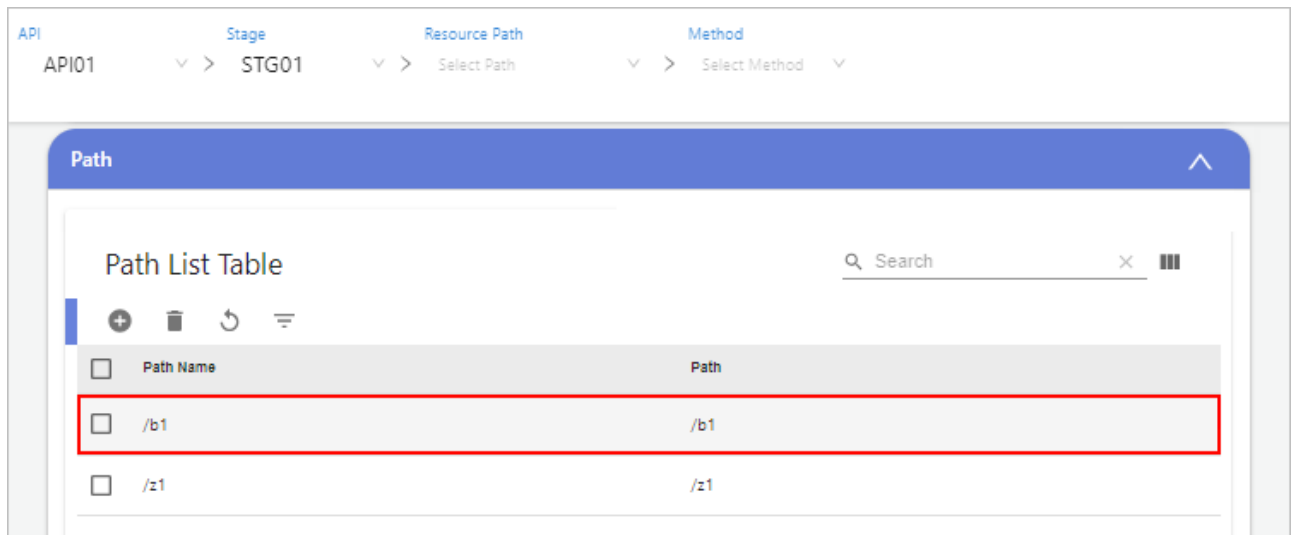 API Stage Resource Path Method
API01 > STG01 > Select Path > Select Method
Path
Path List Table Search
Path Name Path
/b1 /b1
/z1 /z1